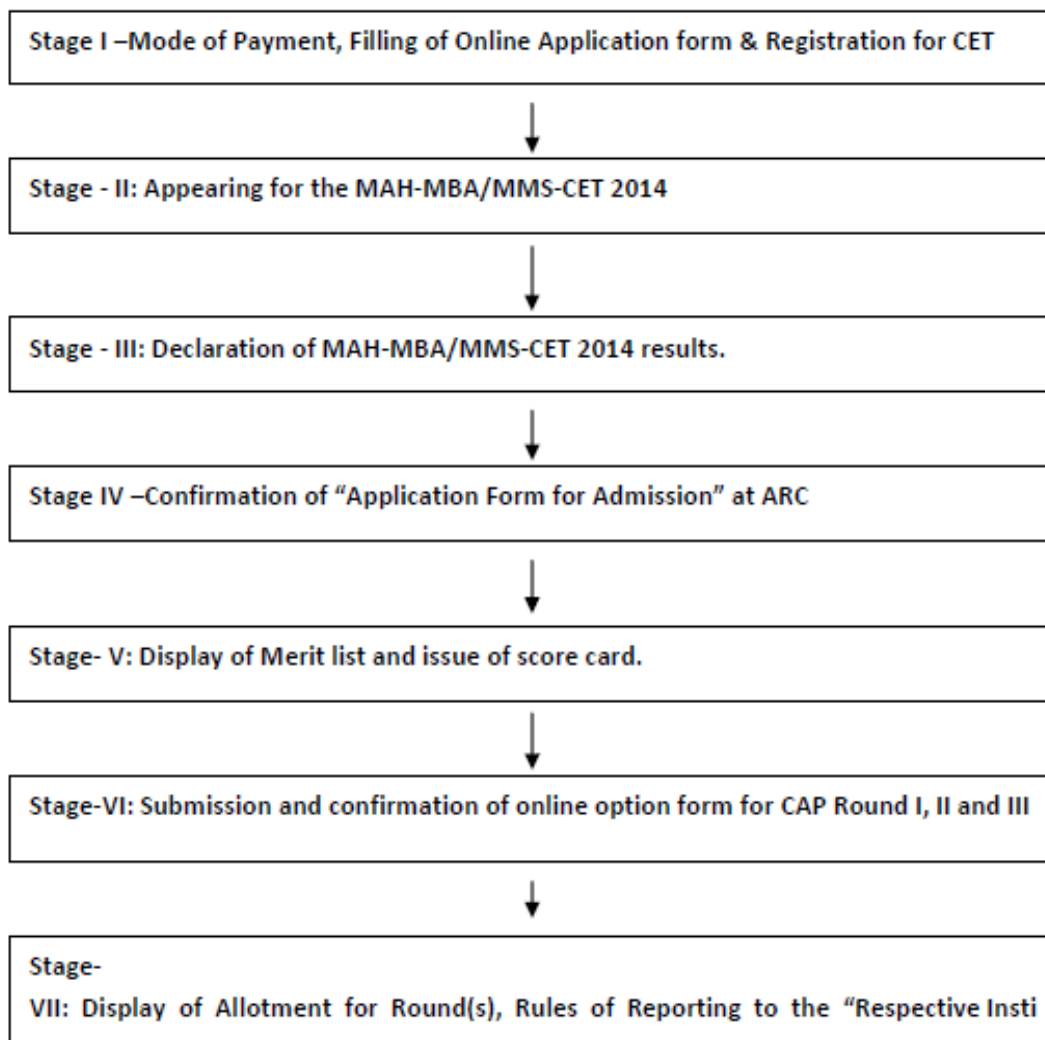 Stage I –Mode of Payment, Filling of Online Application form & Registration for CET
Stage - II: Appearing for the MAH-MBA/MMS-CET 2014
Stage - III: Declaration of MAH-MBA/MMS-CET 2014 results.
Stage IV –Confirmation of “Application Form for Admission” at ARC
Stage- V: Display of Merit list and issue of score card.
Stage-VI: Submission and confirmation of online option form for CAP Round I, II and III
Stage-
VII: Display of Allotment for Round(s), Rules of Reporting to the “Respective Insti